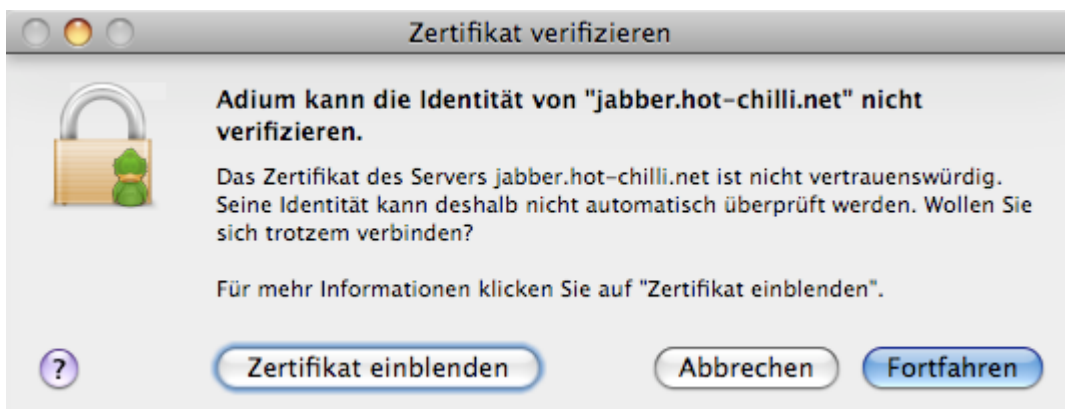 Zertifikat verifizieren
Adium kann die Identität von "jabber.hot-chilli.net" nicht
verifizieren.
Das Zertifikat des Servers jabber.hot-chilli.net ist nicht vertrauenswürdig.
Seine Identität kann deshalb nicht automatisch überprüft werden. Wollen Sie
sich trotzem verbinden?
Für mehr Informationen klicken Sie auf "Zertifikat einblenden".
? Zertifikat einblenden Abbrechen Fortfahren